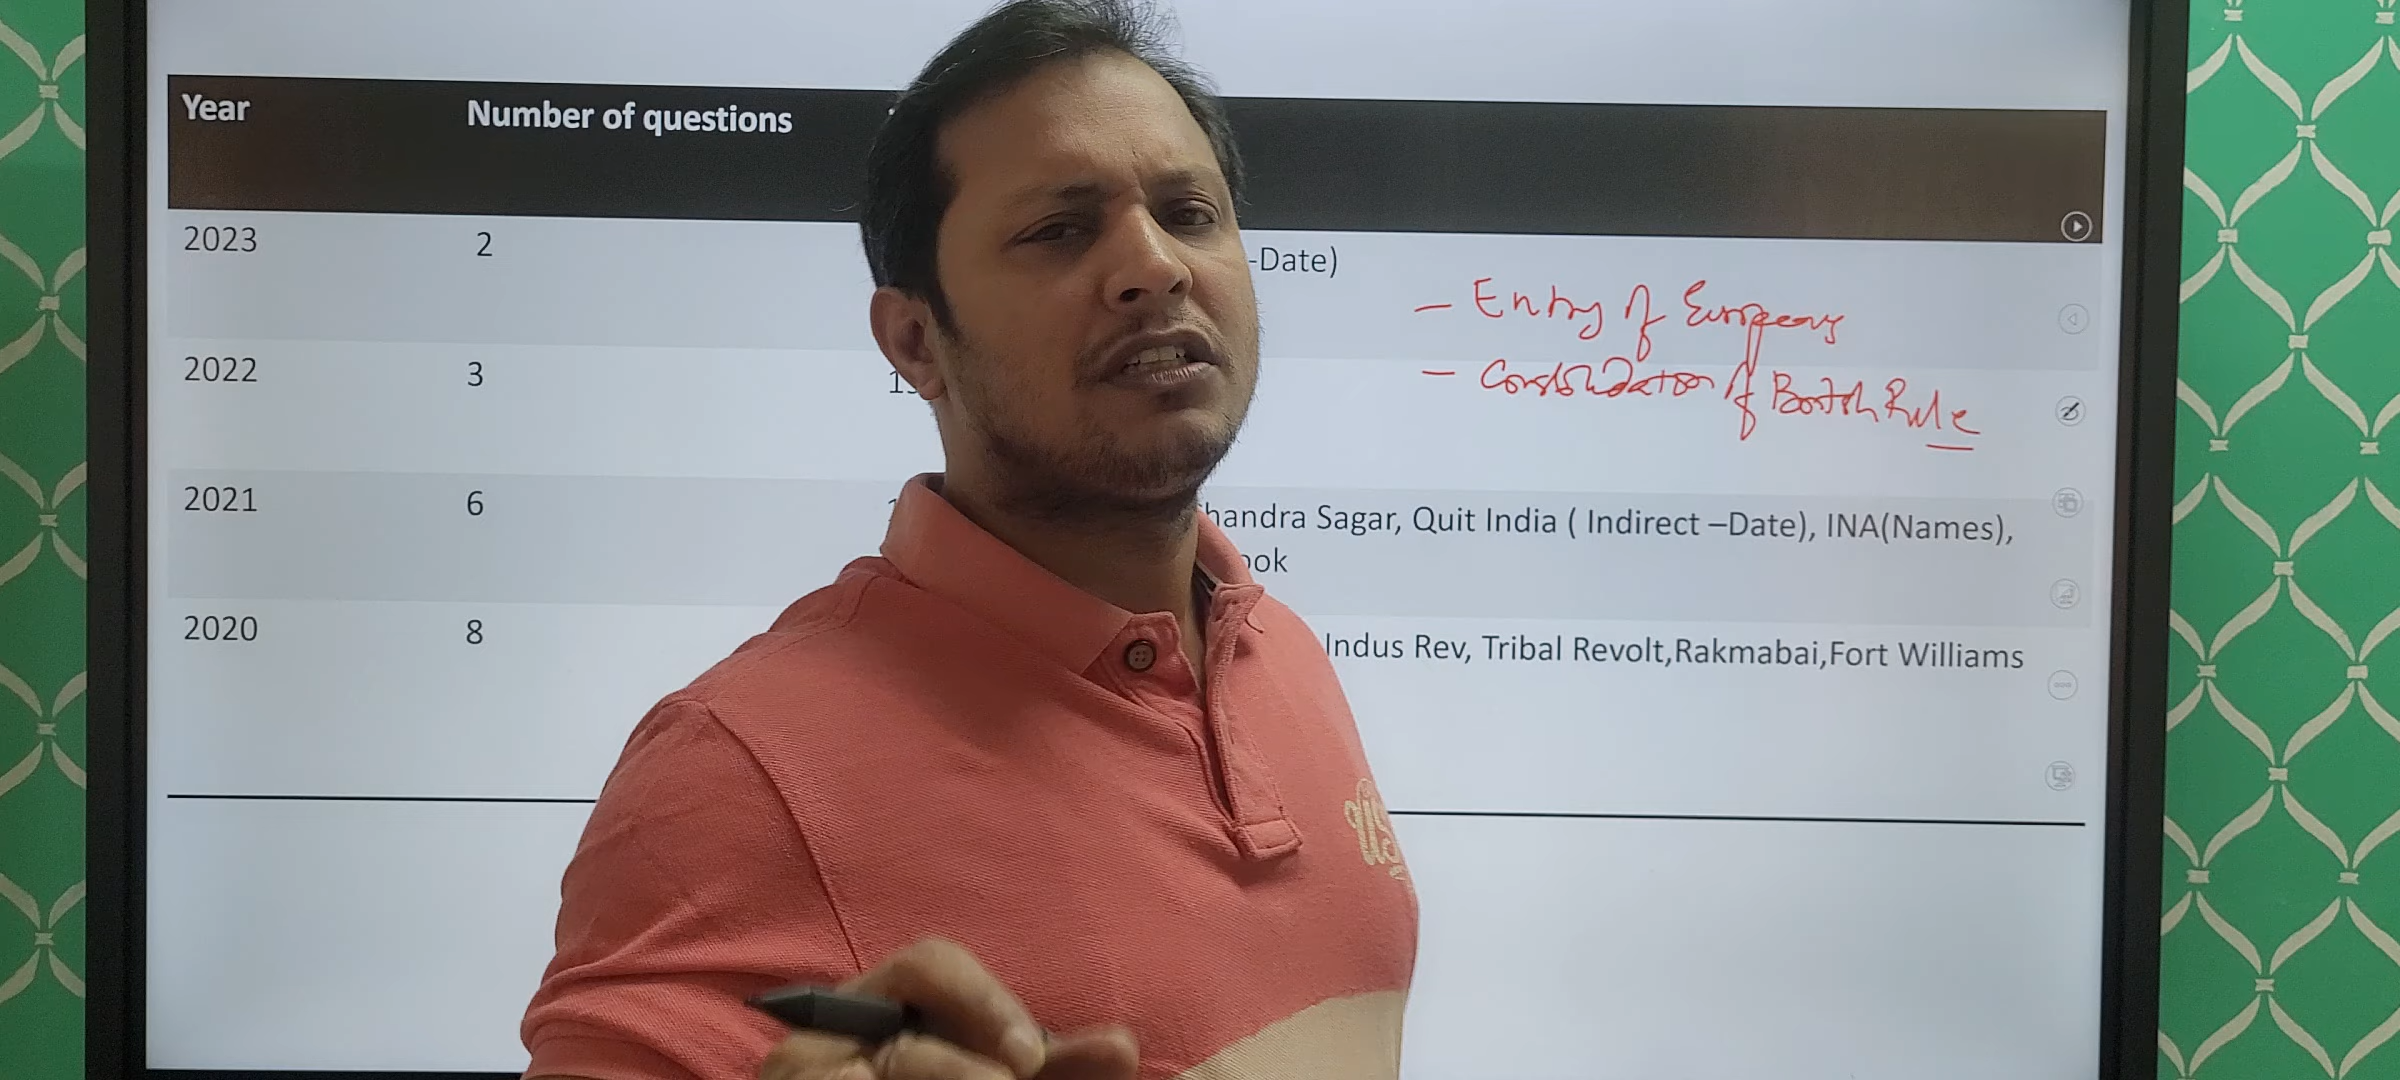 Year Number of questions
2023 2 -Date)
- Entry of Europeans
2022 3
- Consolidation of British Rule
2021 6 handra Sagar, Quit India ( Indirect –Date), INA(Names),
ook
2020 8 Indus Rev, Tribal Revolt,Rakmabai,Fort Williams